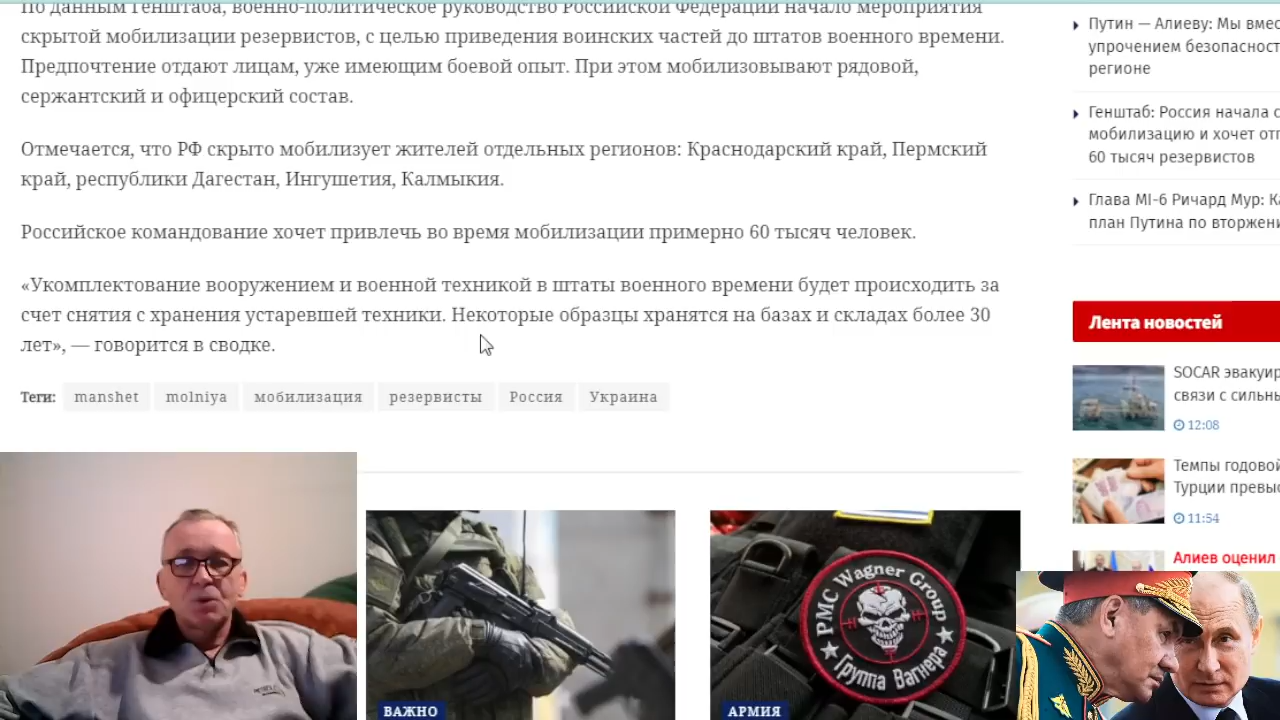 По данным Генштаба, военно-политическое руководство Российской Федерации начало мероприятия
скрытой мобилизации резервистов, с целью приведения воинских частей до штатов военного времени.
Предпочтение отдают лицам, уже имеющим боевой опыт. При этом мобилизовывают рядовой,
сержантский и офицерский состав.
Отмечается, что РФ скрыто мобилизует жителей отдельных регионов: Краснодарский край, Пермский
край, республики Дагестан, Ингушетия, Калмыкия.
Российское командование хочет привлечь во время мобилизации примерно 60 тысяч человек.
«Укомплектование вооружением и военной техникой в штаты военного времени будет происходить за
счет снятия с хранения устаревшей техники. Некоторые образцы хранятся на базах и складах более 30
лет», — говорится в сводке.
Теги: manshet molniya мобилизация резервисты Россия Украина
ВАЖНО
PMC Wagner Group
Группа Вагнера
АРМИЯ
Путин — Алиеву: Мы
упрочением
регионе
Генштаб: Россия начала
мобилизацию и хочет
60 тысяч резервистов
Глава MI-6 Ричард Мур:
план Путина по
Лента новостей
SOCAR
связи с
12:08
Темпы годовой
Турции
11:54
Алиев оценил